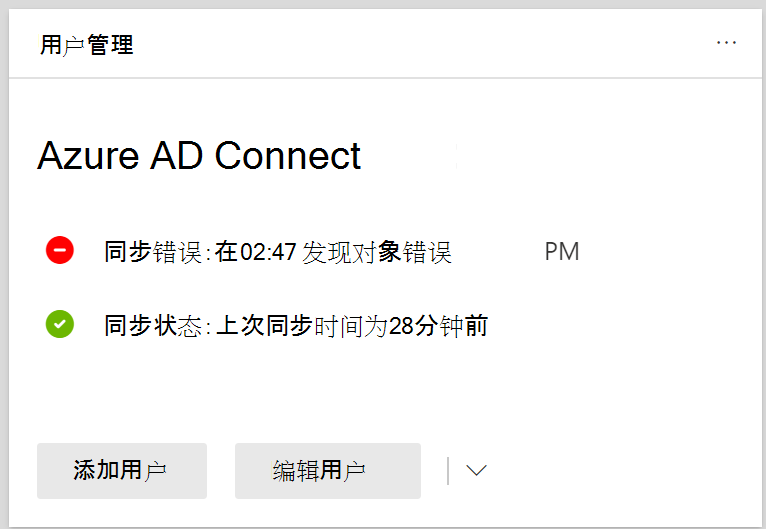 用户管理
Azure AD Connect
同步错误:在02:47 发现对象错误 PM
同步状态:上次同步时间为28分钟前
添加用户 编辑用户